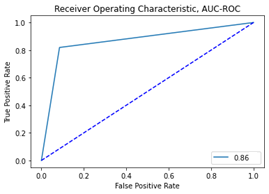 Receiver Operating Characteristic, AUC-ROC
1.0
0.8
0.6
0.4
0.2
0.0
True Positive Rate
0.86
0.0 0.2 0.4 0.6 0.8 1.0
False Positive Rate